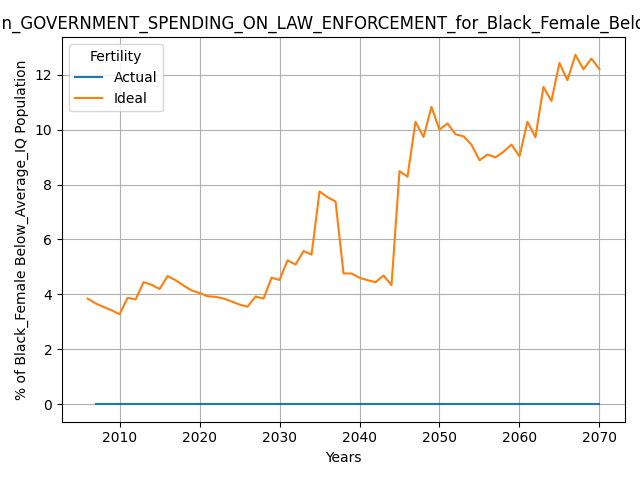 n_GOVERNMENT_SPENDING_ON_LAW_ENFORCEMENT_for_Black_Female_Belo
Fertility
Actual
Ideal
% of Black_Female Below_Average_IQ Population
12
10
8
6
4
2
0
2010 2020 2030 2040 2050 2060 2070
Years